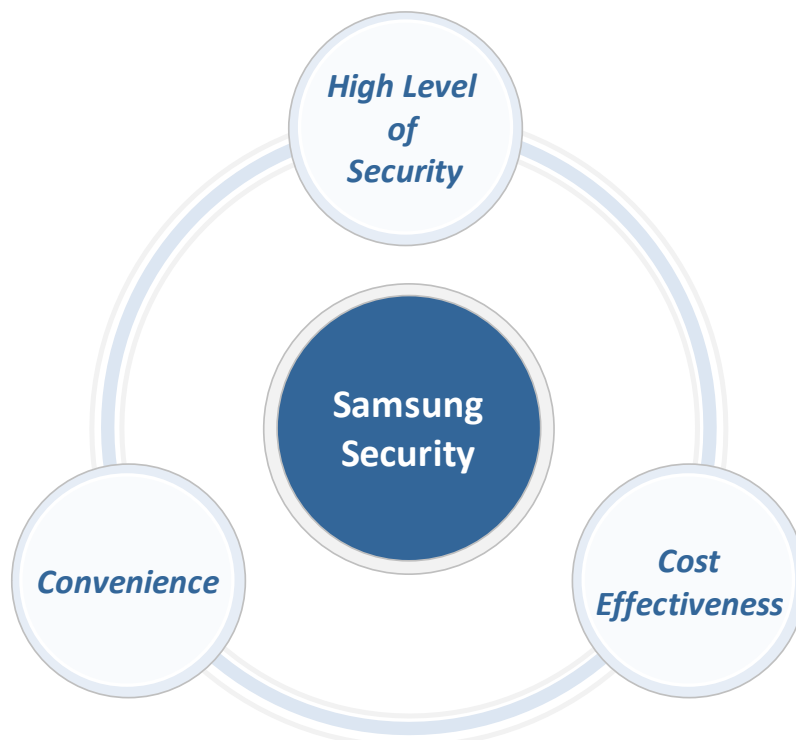 High Level
of
Security
Samsung
Security
Convenience
Cost
Effectiveness